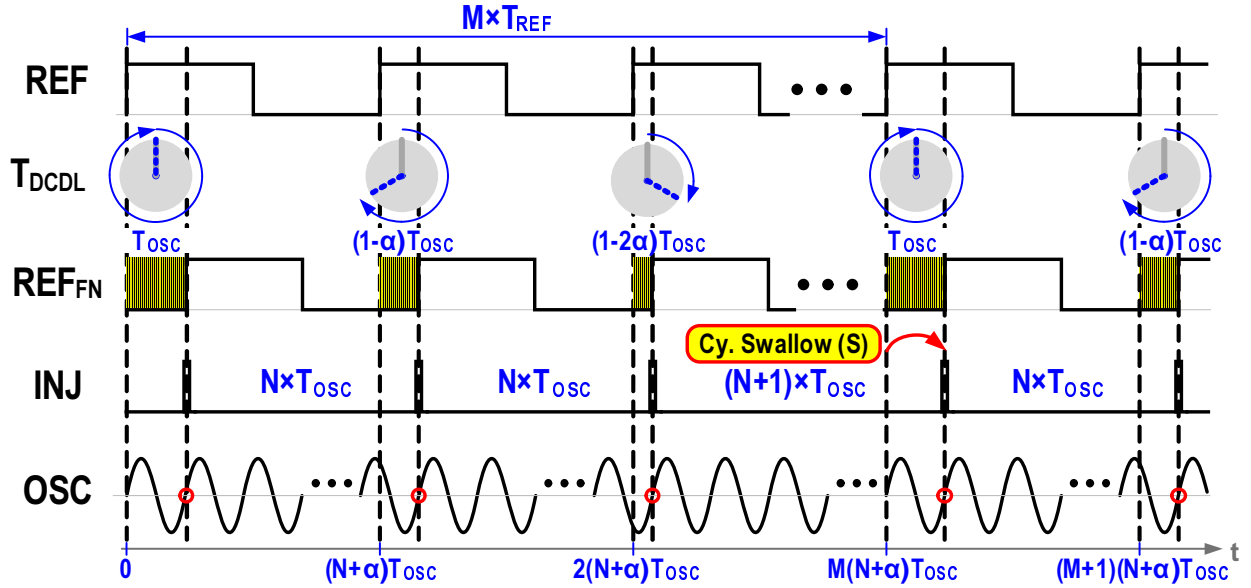 M×TREF
REF
TDCDL
TOSC (1-α)TOSC (1-2α)TOSC TOSC (1-α)TOSC
REFFN
Cy. Swallow (S)
INJ N×TOSC N×TOSC (N+1)×TOSC N×TOSC
OSC
t
0 (N+α)TOSC 2(N+α)TOSC M(N+α)TOSC (M+1)(N+α)TOSC